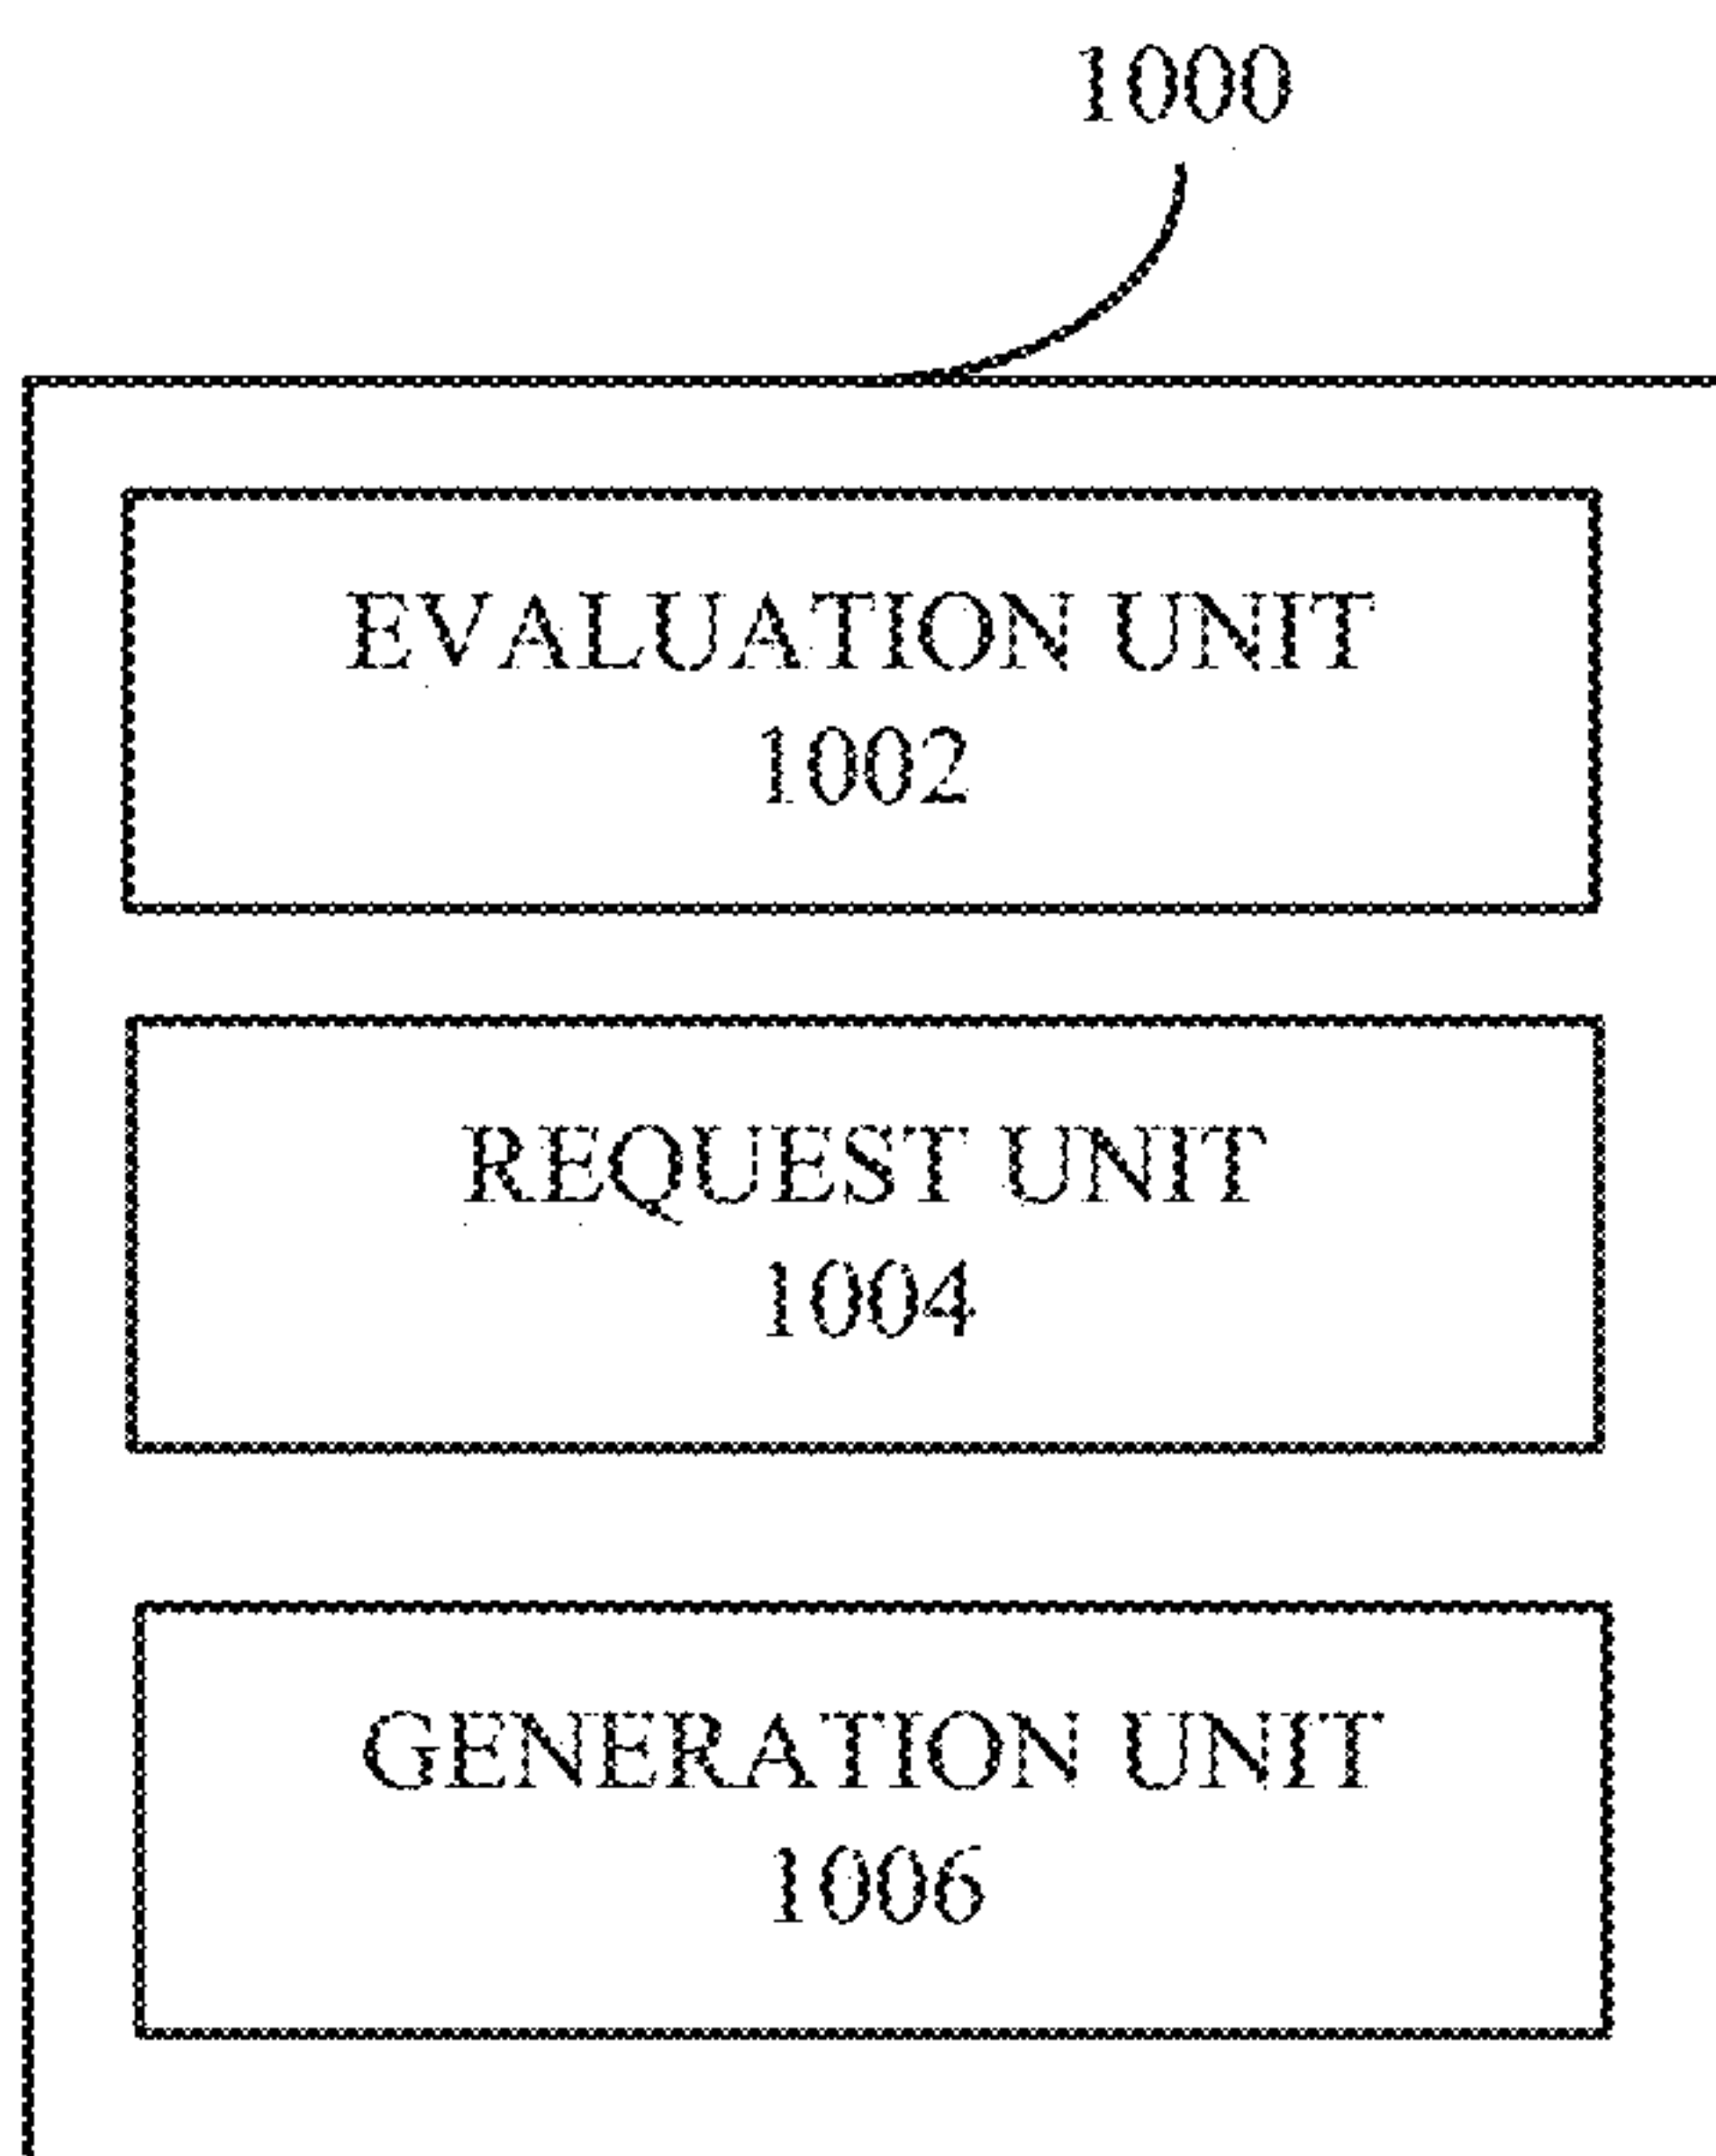 1000
EVALUATION UNIT
1002
REQUEST UNIT
1004
GENERATION UNIT
1006